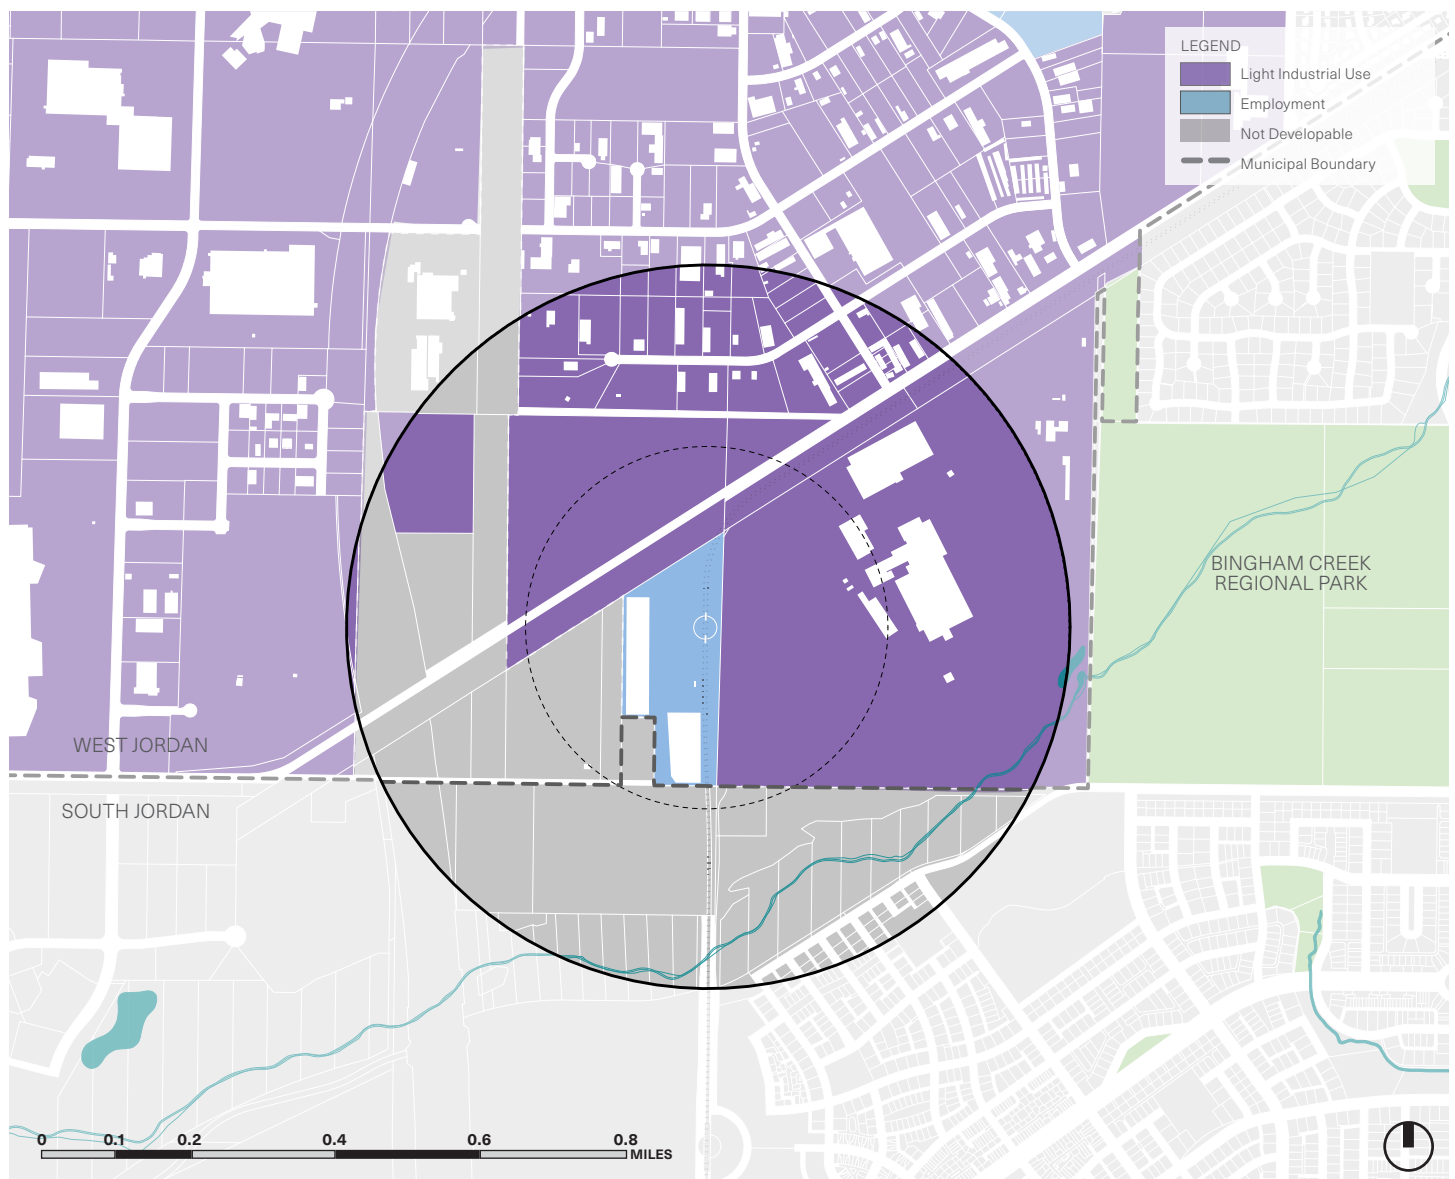 LEGEND
Light Industrial Use
Employment
Not Developable
Municipal Boundary
BINGHAM CREEK
REGIONAL PARK
WEST JORDAN
SOUTH JORDAN
0 0.1 0.2 0.4 0.6 0.8
MILES